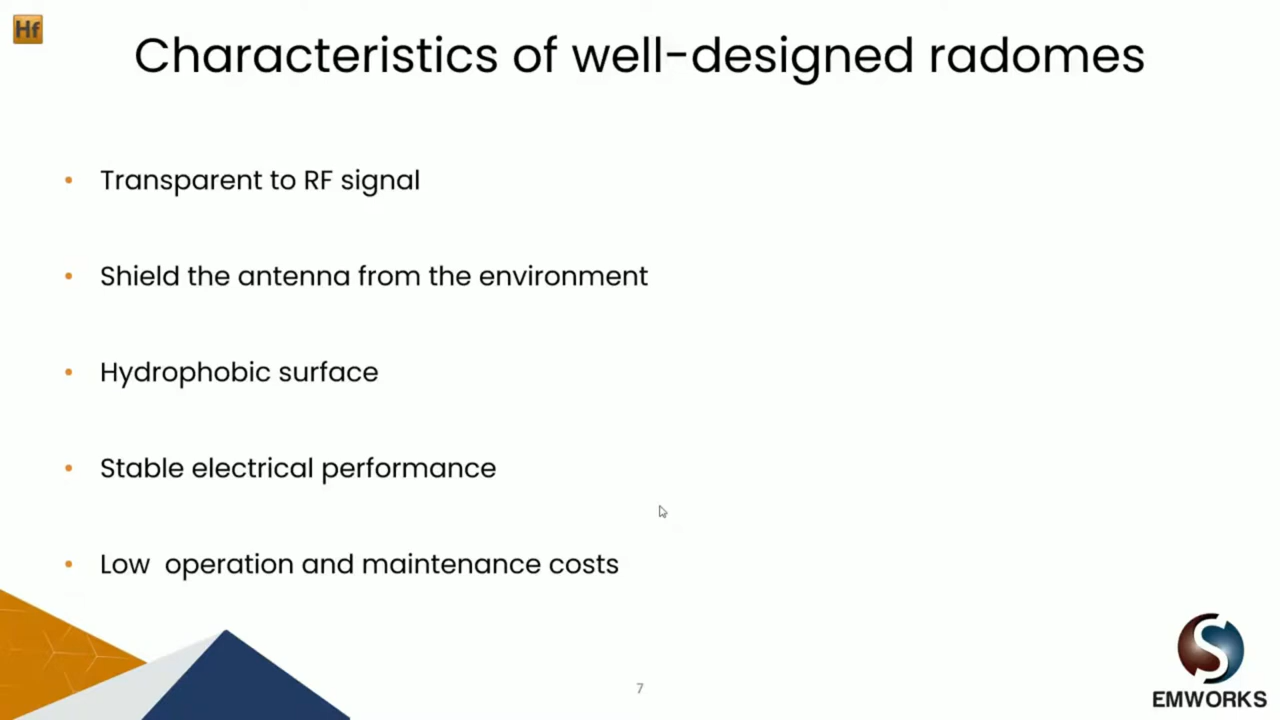 Hf
Characteristics of well-designed radomes
• Transparent to RF signal
• Shield the antenna from the environment
• Hydrophobic surface
• Stable electrical performance
• Low  operation and maintenance costs
7
S
EMWORKS